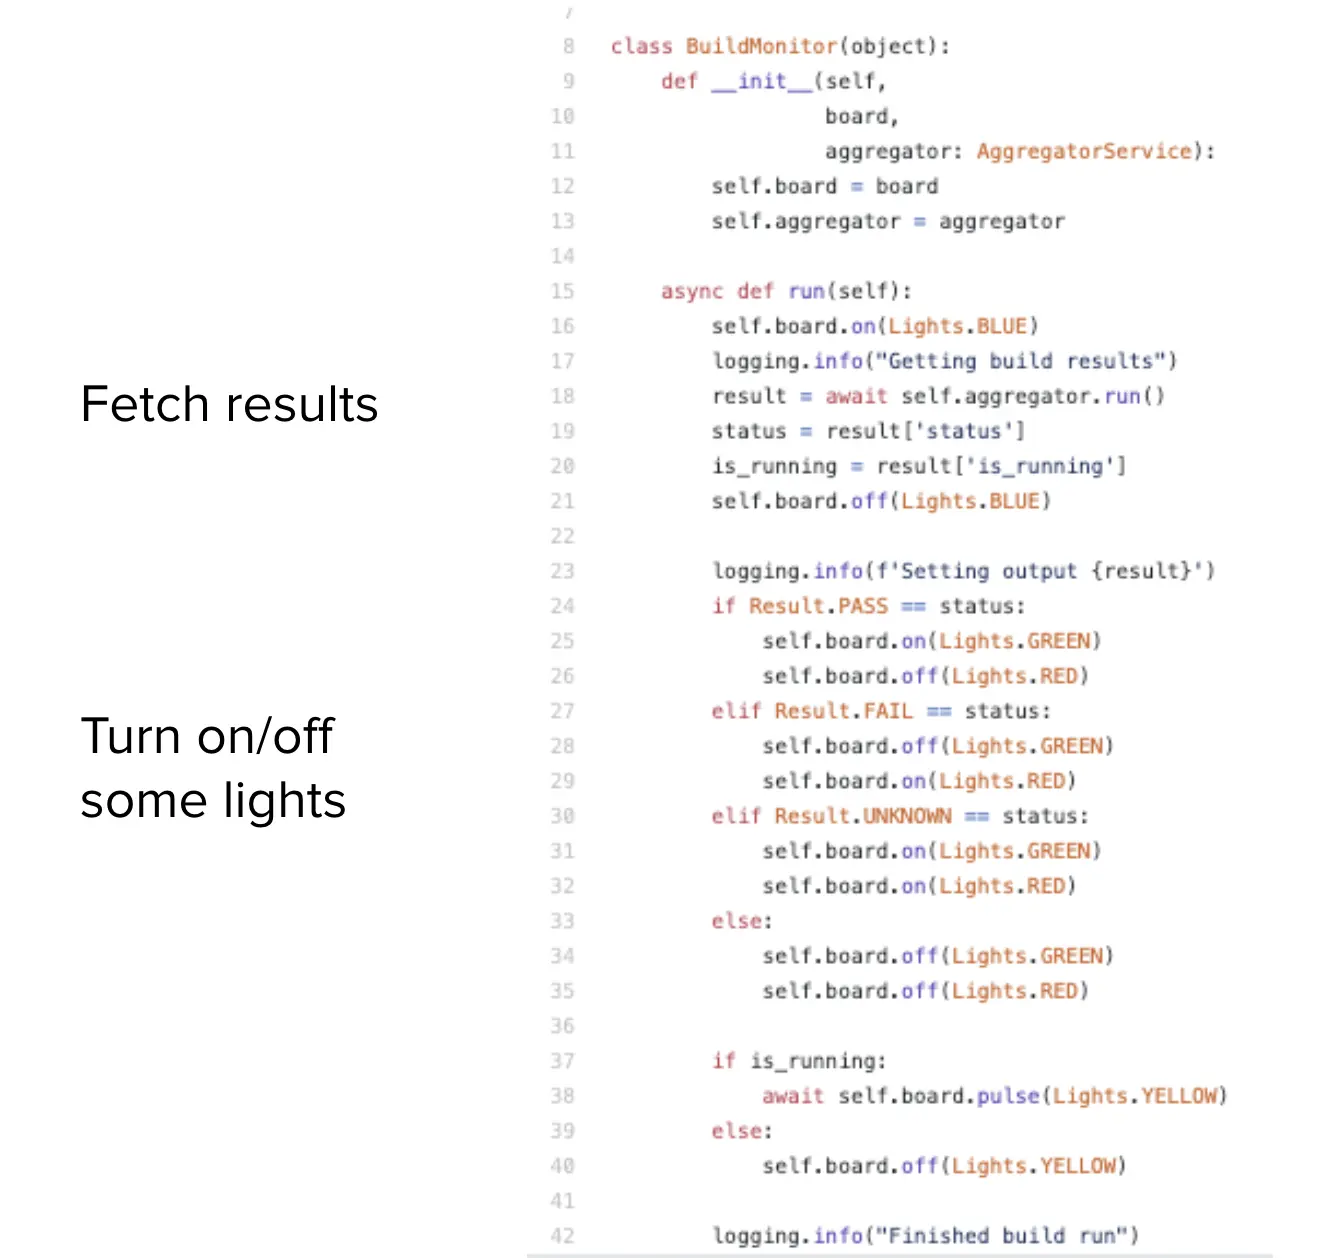 7
8 class BuildMonitor(object):
9 def __init__(self,
10 board,
11 aggregator: AggregatorService):
12 self.board = board
13 self.aggregator = aggregator
14
15 async def run(self):
16 self.board.on(Lights.BLUE)
17 logging.info("Getting build results")
Fetch results
18 result = await self.aggregator.run()
19 status = result['status']
20 is_running = result['is_running']
21 self.board.off(Lights.BLUE)
22
23 logging.info(f'Setting output {result}')
24 if Result.PASS == status:
25 self.board.on(Lights.GREEN)
26 self.board.off(Lights.RED)
27 elif Result.FAIL == status:
Turn on/off
some lights
28 self.board.off(Lights.GREEN)
29 self.board.on(Lights.RED)
30 elif Result.UNKNOWN == status:
31 self.board.on(Lights.GREEN)
32 self.board.on(Lights.RED)
33 else:
34 self.board.off(Lights.GREEN)
35 self.board.off(Lights.RED)
36
37 if is_running:
38 await self.board.pulse(Lights.YELLOW)
39 else:
40 self.board.off(Lights.YELLOW)
41
42 logging.info("Finished build run")